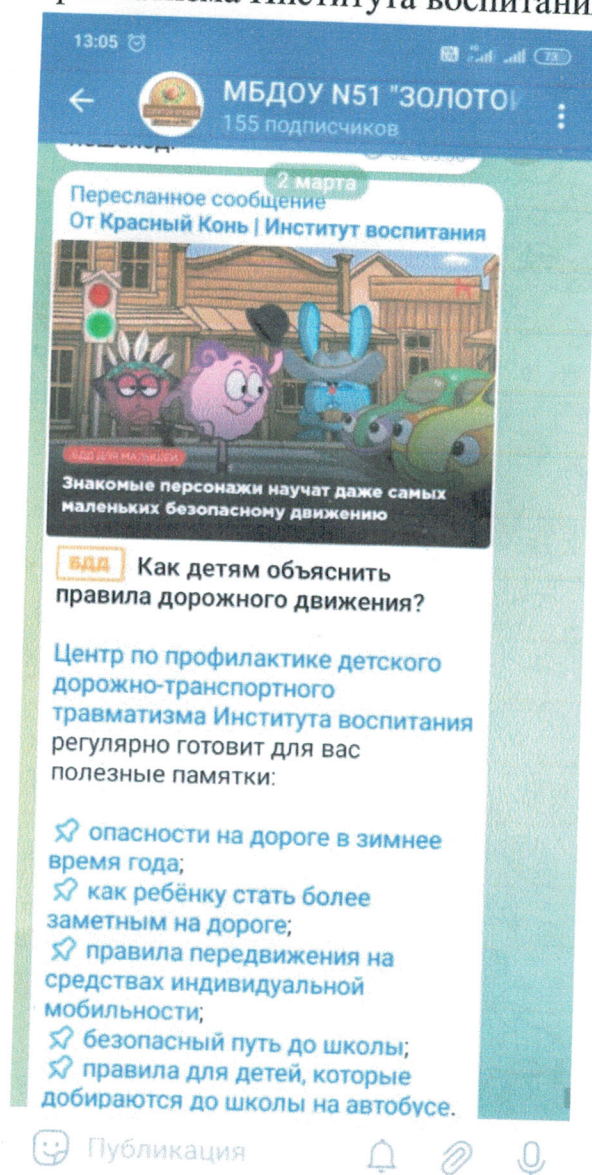 Института воспитани
13:05
73
МБДОУ N51 "ЗОЛОТО
155 подписчиков
2 марта
Пересланное сообщение
От Красный Конь | Институт воспитания
БДД ДЛЯ МАЛЫШЕЙ
Знакомые персонажи научат даже самых
маленьких безопасному движению
БДД Как детям объяснить
правила дорожного движения?
Центр по профилактике детского
дорожно-транспортного
травматизма Института воспитания
регулярно готовит для вас
полезные памятки:
опасности на дороге в зимнее
время года;
как ребёнку стать более
заметным на дороге;
правила передвижения на
средствах индивидуальной
мобильности;
безопасный путь до школы;
правила для детей, которые
добираются до школы на автобусе.
Публикация